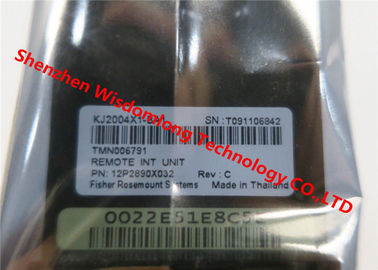 KJ2004X1-B
SN :T091106842
TMN006791
REMOTE INT UNIT
PN: 12P2890X032 Rev: C
Fisher Rosemount Systems Made in Thailand
0022E51E8C5
Shenzhen Wisdomlong Technology CO.,LTD